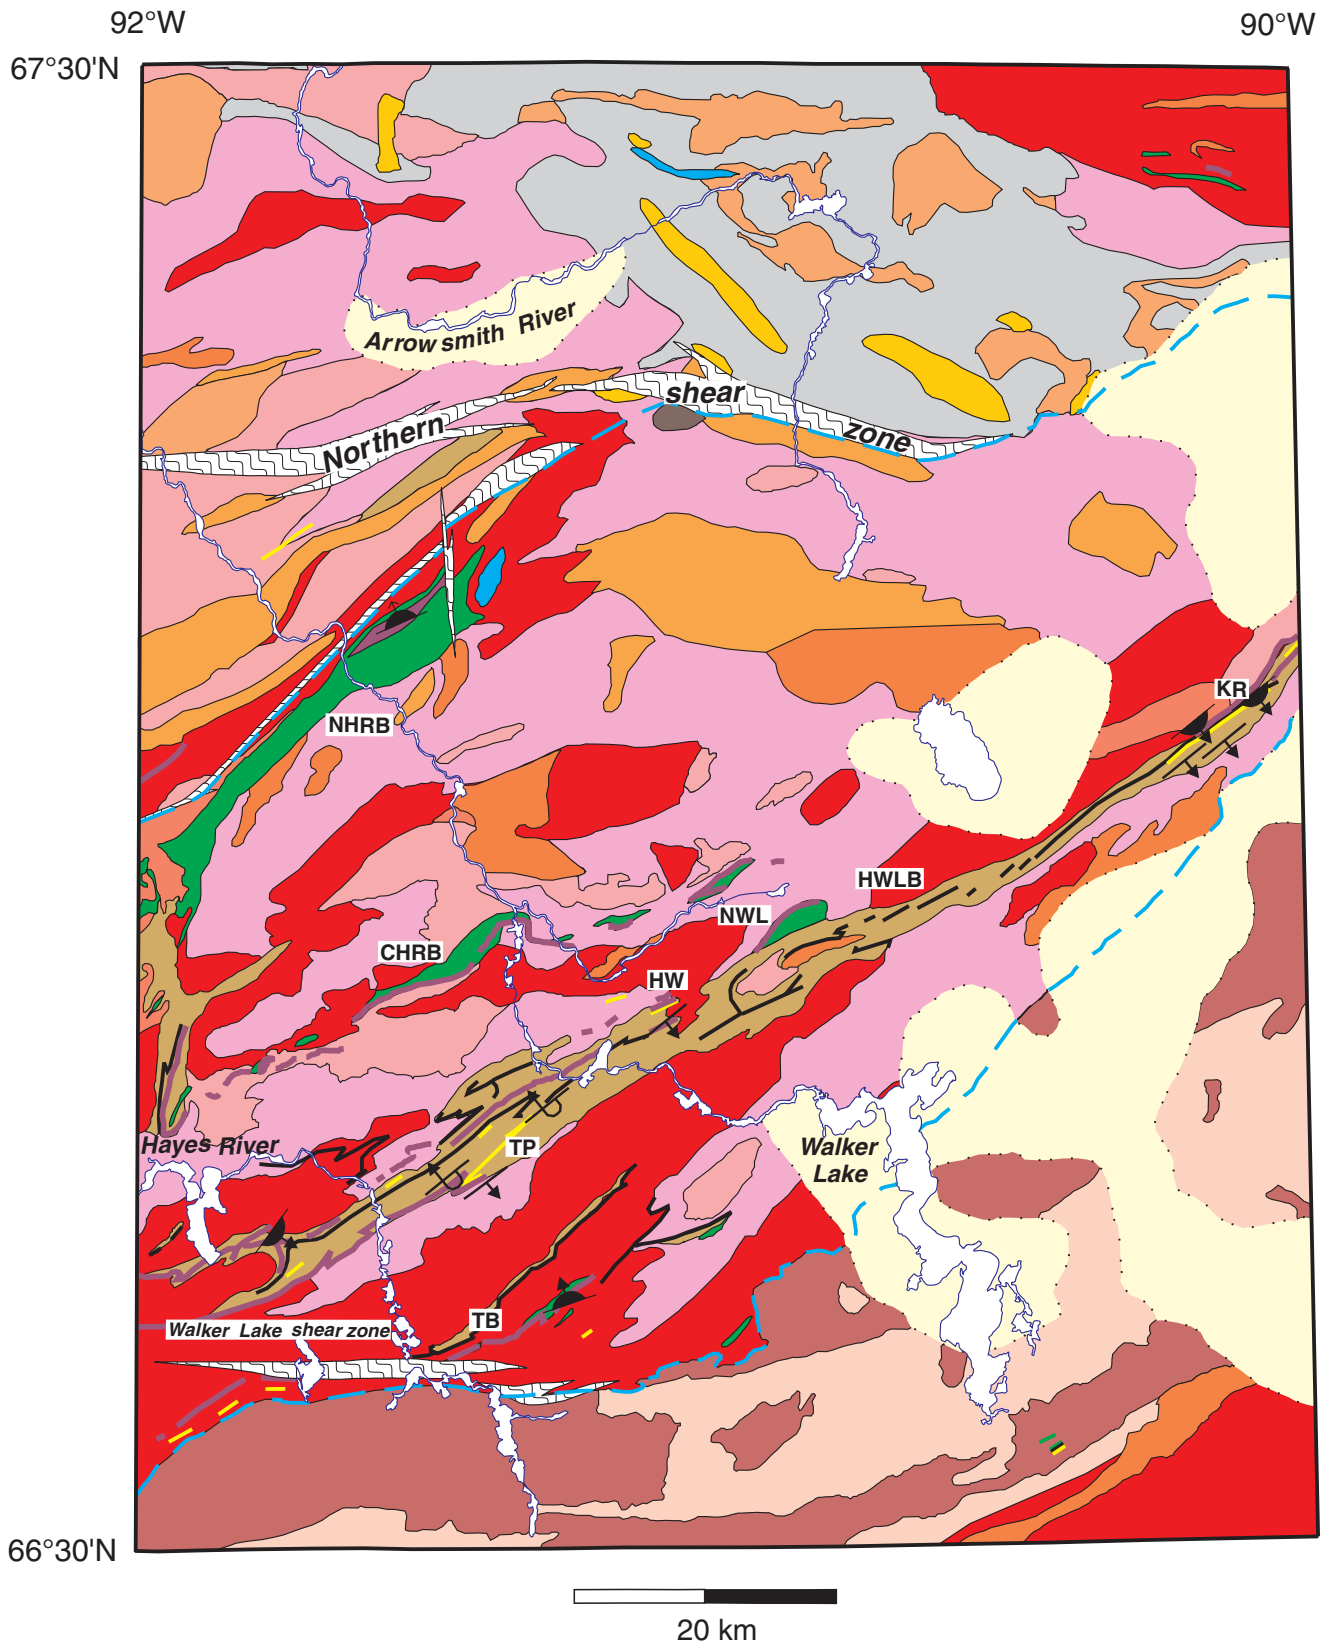 92°W
90°W
67°30'N
Arrowsmith River
shear
Northern
zone
KR
NHRB
HWLB
NWL
CHRB
HW
Hayes River
TP
Walker
Lake
TB
Walker Lake shear zone
66°30'N
20 km